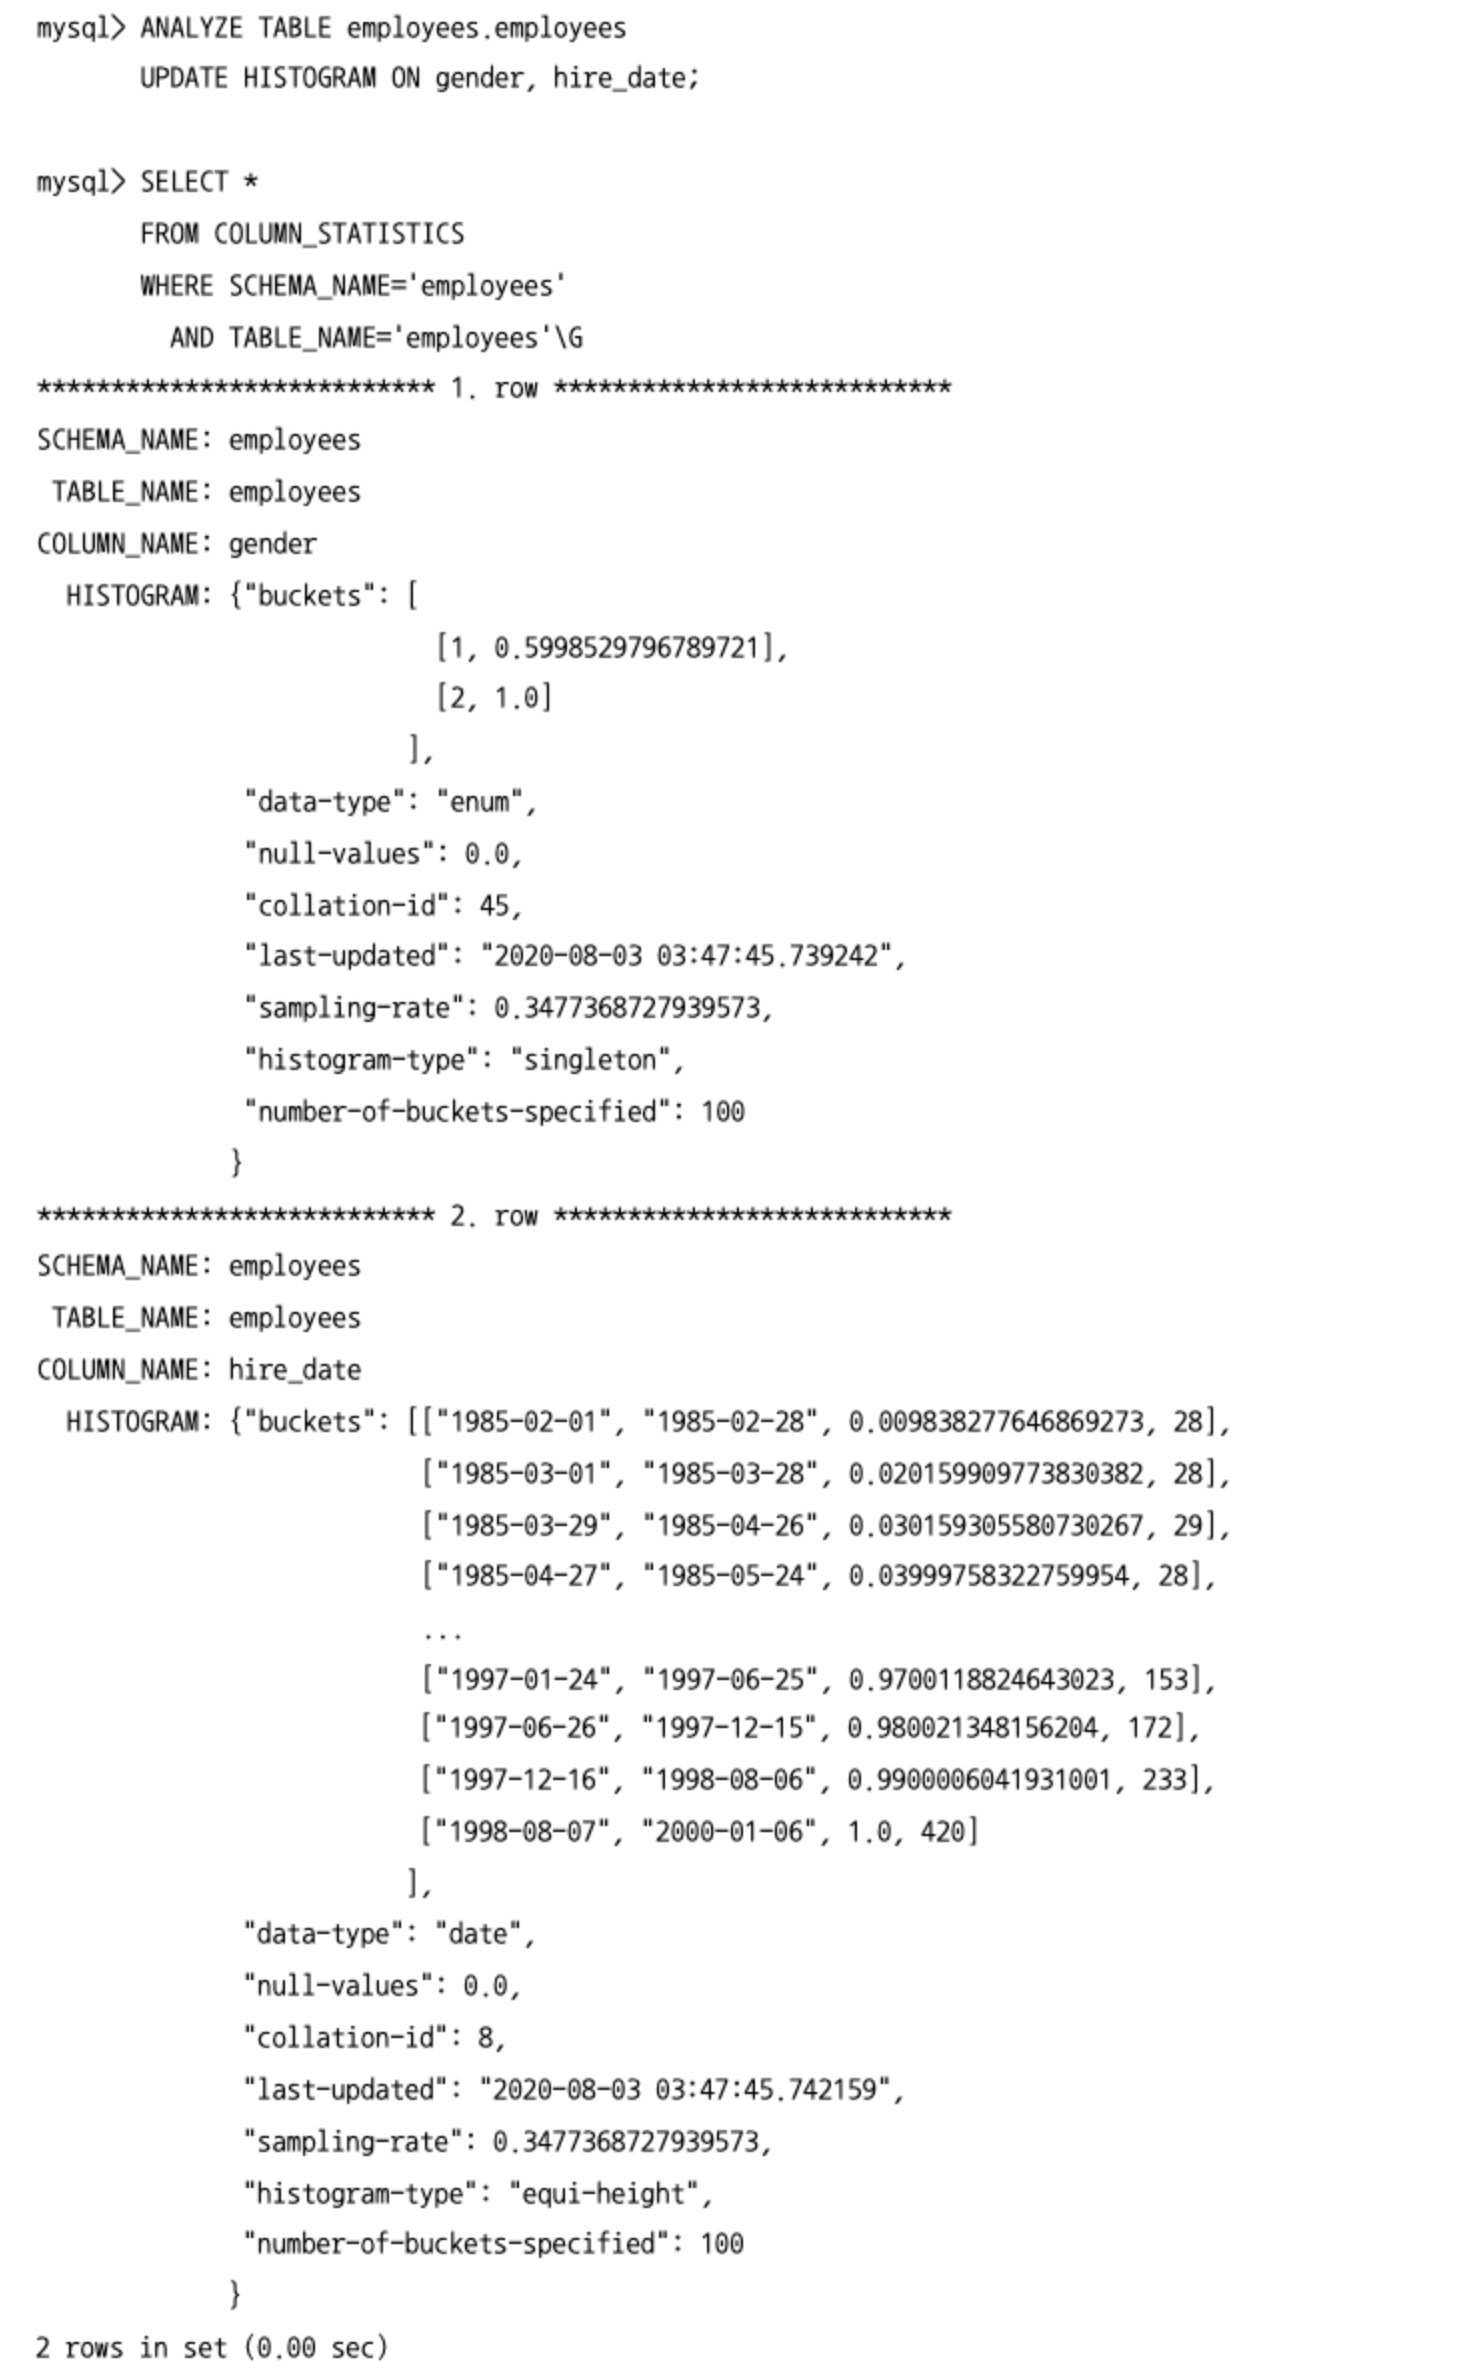 mysql> ANALYZE TABLE employees.employees
       UPDATE HISTOGRAM ON gender, hire_date;

mysql> SELECT *
       FROM COLUMN_STATISTICS
       WHERE SCHEMA_NAME='employees'
         AND TABLE_NAME='employees'\G
*************************** 1. row ***************************
SCHEMA_NAME: employees
 TABLE_NAME: employees
COLUMN_NAME: gender
  HISTOGRAM: {"buckets": [
                           [1, 0.5998529796789721],
                           [2, 1.0]
                         ],
              "data-type": "enum",
              "null-values": 0.0,
              "collation-id": 45,
              "last-updated": "2020-08-03 03:47:45.739242",
              "sampling-rate": 0.3477368727939573,
              "histogram-type": "singleton",
              "number-of-buckets-specified": 100
             }
*************************** 2. row ***************************
SCHEMA_NAME: employees
 TABLE_NAME: employees
COLUMN_NAME: hire_date
  HISTOGRAM: {"buckets": [["1985-02-01", "1985-02-28", 0.009838277646869273, 28],
                          ["1985-03-01", "1985-03-28", 0.020159909773830382, 28],
                          ["1985-03-29", "1985-04-26", 0.030159305580730267, 29],
                          ["1985-04-27", "1985-05-24", 0.03999758322759954, 28],
                          ...
                          ["1997-01-24", "1997-06-25", 0.9700118824643023, 153],
                          ["1997-06-26", "1997-12-15", 0.980021348156204, 172],
                          ["1997-12-16", "1998-08-06", 0.9900006041931001, 233],
                          ["1998-08-07", "2000-01-06", 1.0, 420]
                         ],
              "data-type": "date",
              "null-values": 0.0,
              "collation-id": 8,
              "last-updated": "2020-08-03 03:47:45.742159",
              "sampling-rate": 0.3477368727939573,
              "histogram-type": "equi-height",
              "number-of-buckets-specified": 100
             }
2 rows in set (0.00 sec)